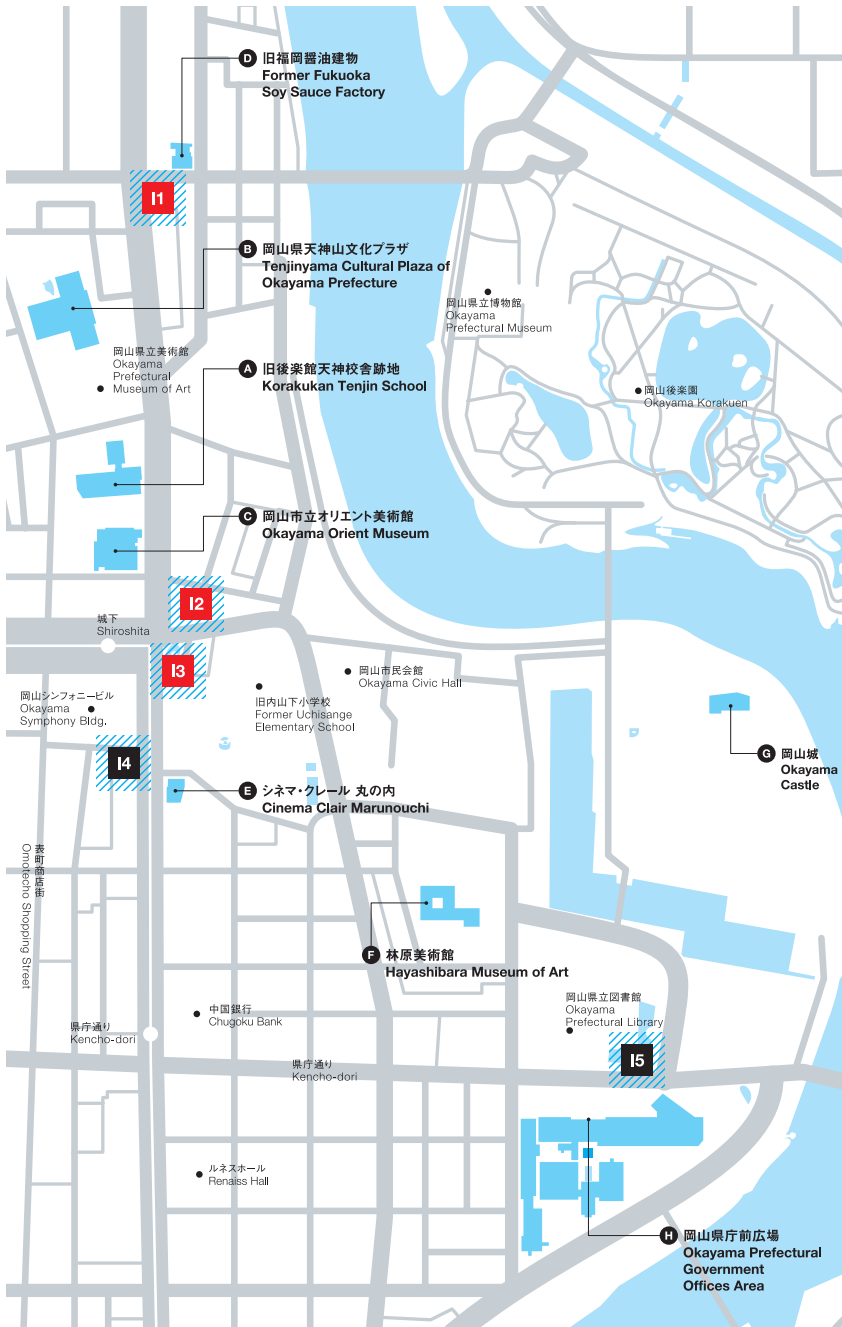 D 旧福岡醤油建物
Former Fukuoka
Soy Sauce Factory
I1
B 岡山県天神山文化プラザ
Tenjinyama Cultural Plaza of
Okayama Prefecture
岡山県立博物館
Okayama
Prefectural Museum
岡山県立美術館
Okayama
Prefectural
Museum of Art
A 旧後楽館天神校舎跡地
Korakukan Tenjin School
岡山後楽園
Okayama Korakuen
C 岡山市立オリエント美術館
Okayama Orient Museum
I2
城下
Shiroshita
I3
岡山市民会館
Okayama Civic Hall
岡山シンフォニービル
Okayama
Symphony Bldg.
旧内山下小学校
Former Uchisange
Elementary School
I4
G 岡山城
Okayama
Castle
E シネマ・クレール 丸の内
Cinema Clair Marunouchi
表町商店街
Omotecho Shopping Street
F 林原美術館
Hayashibara Museum of Art
岡山県立図書館
Okayama
Prefectural Library
中国銀行
Chugoku Bank
県庁通り
Kencho-dori
I5
県庁通り
Kencho-dori
ルネスホール
Renaiss Hall
H 岡山県庁前広場
Okayama Prefectural
Government
Offices Area